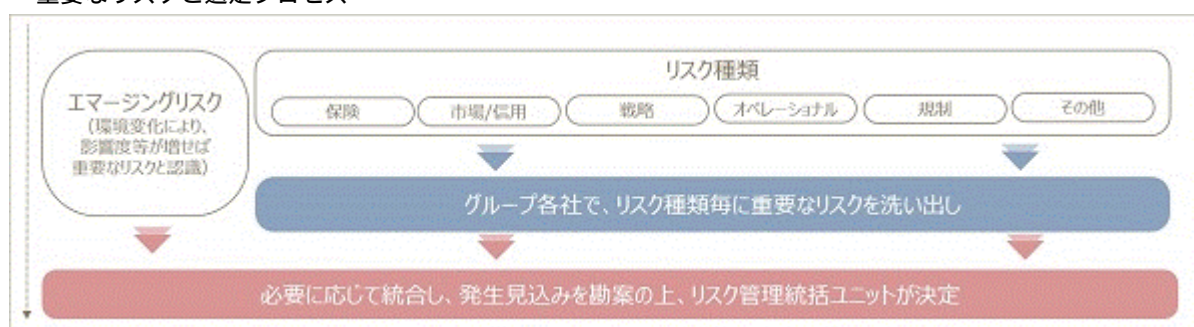 重要なリスクと選定プロセス
リスク種類
エマージングリスク
(環境変化により、
影響度等が増せば
重要なリスクと認識)
保険
市場/信用
戦略
オペレーショナル
規制
その他
グループ各社で、リスク種類毎に重要なリスクを洗い出し
必要に応じて統合し、発生見込みを勘案の上、リスク管理統括ユニットが決定